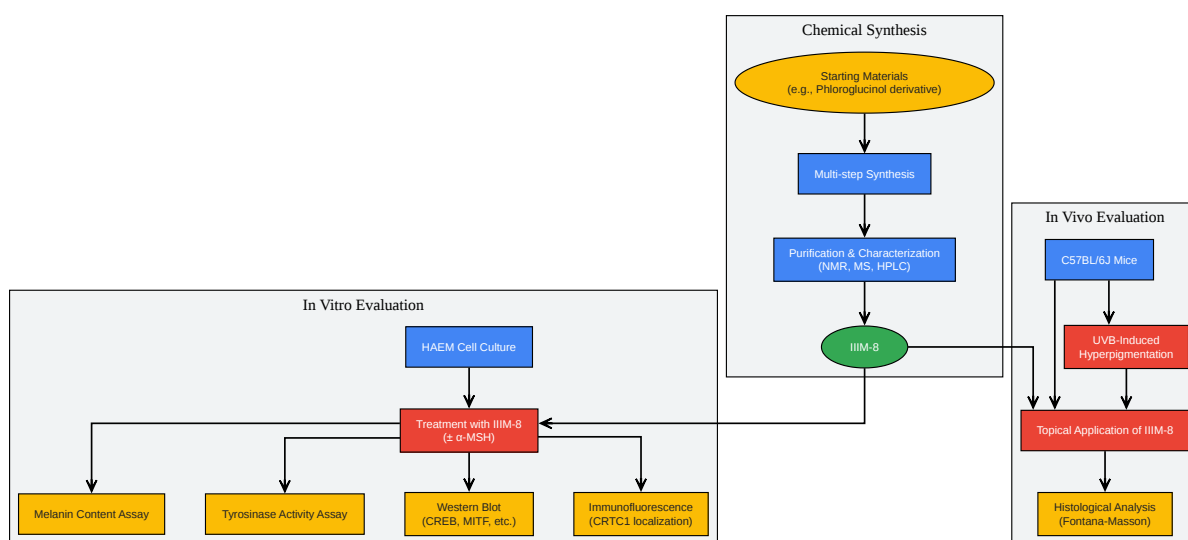 Chemical Synthesis
Starting Materials
(e.g., Phloroglucinol derivative)
Multi-step Synthesis
Purification & Characterization
(NMR, MS, HPLC)
IIIM-8
In Vitro Evaluation
HAEM Cell Culture
Treatment with IIIM-8
(± α-MSH)
Melanin Content Assay
Tyrosinase Activity Assay
Western Blot
(CREB, MITF, etc.)
Immunofluorescence
(CRTC1 localization)
In Vivo Evaluation
C57BL/6J Mice
UVB-Induced
Hyperpigmentation
Topical Application of IIIM-8
Histological Analysis
(Fontana-Masson)